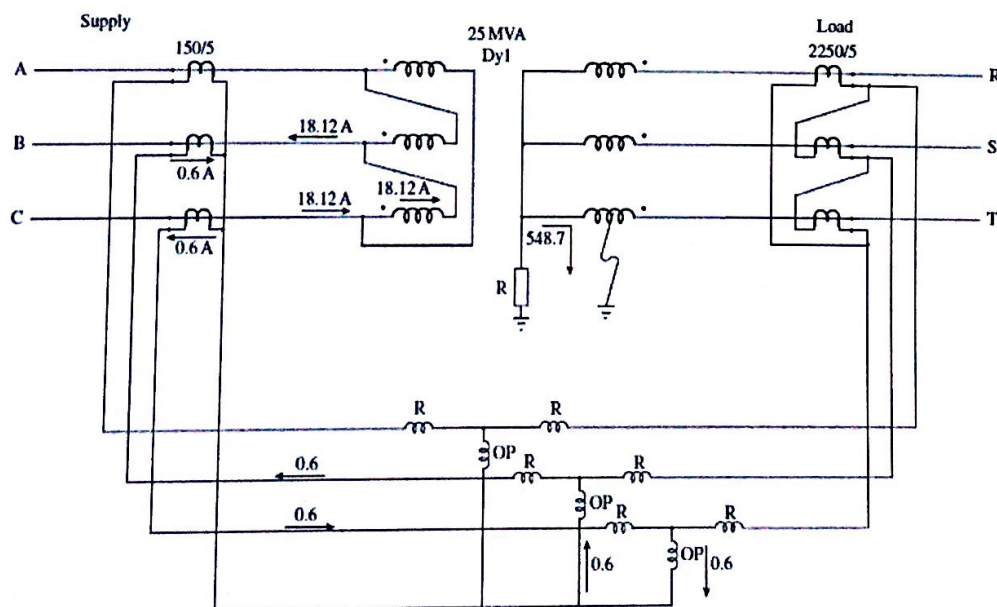 Supply
25 MVA
Dy1
Load
150/5
2250/5
A
R
18.12 A
B
S
0.6 A
18.12 A
18.12 A
C
T
0.6 A
548.7
R
R
R
OP
0.6
R
R
OP
0.6
R
R
0.6
OP
0.6